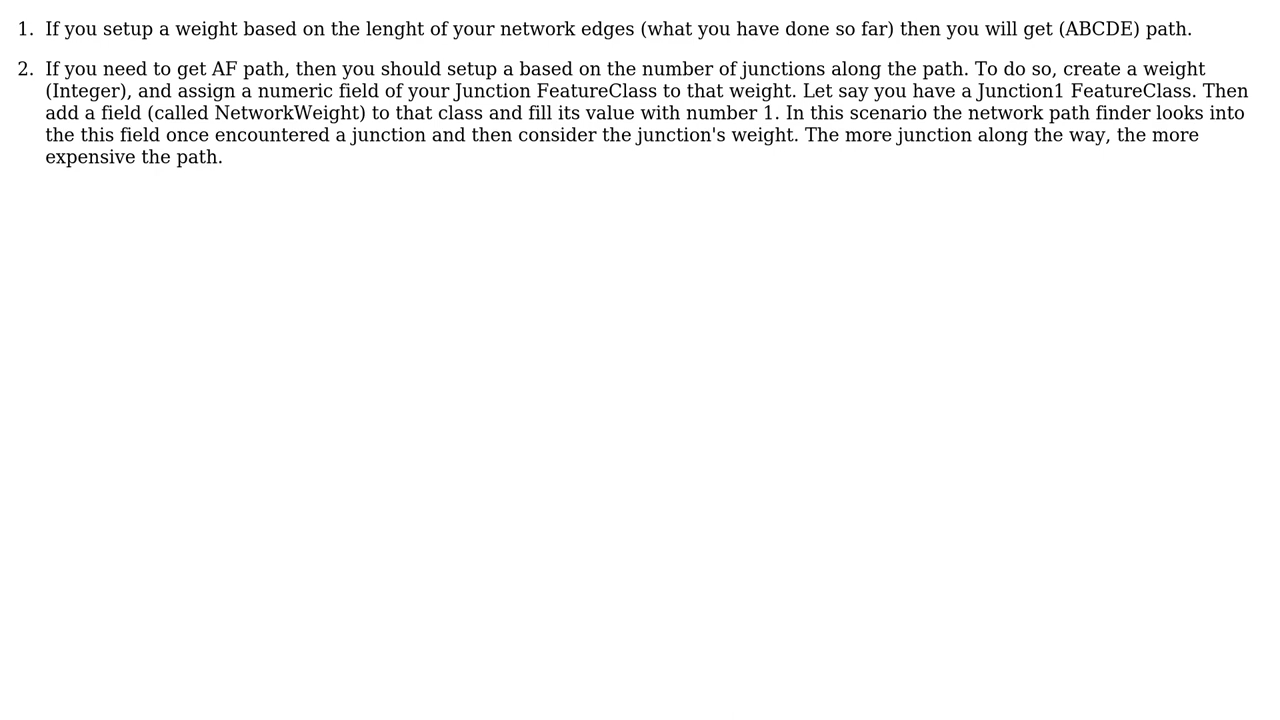 1. If you setup a weight based on the lenght of your network edges (what you have done so far) then you will get (ABCDE) path.
2. If you need to get AF path, then you should setup a based on the number of junctions along the path. To do so, create a weight
(Integer), and assign a numeric field of your Junction FeatureClass to that weight. Let say you have a Junction1 FeatureClass. Then
add a field (called NetworkWeight) to that class and fill its value with number 1. In this scenario the network path finder looks into
the this field once encountered a junction and then consider the junction's weight. The more junction along the way, the more
expensive the path.